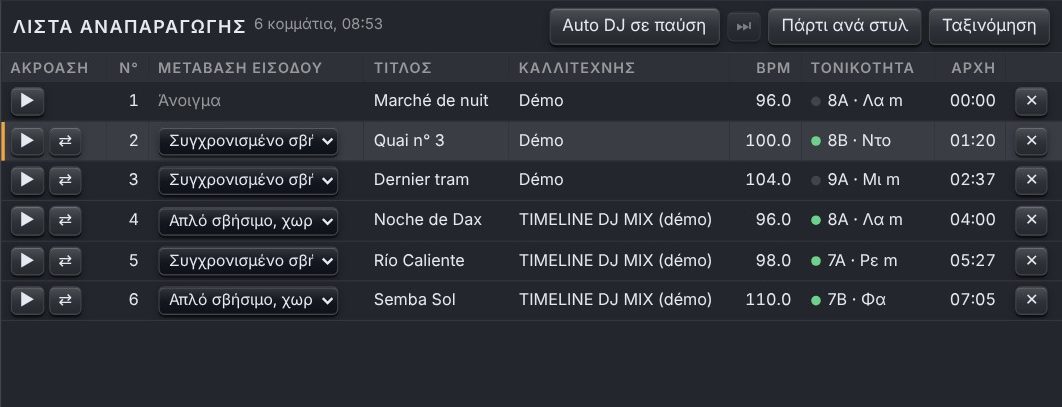 ΛΙΣΤΑ ΑΝΑΠΑΡΑΓΩΓΗΣ 6 κομμάτια, 08:53 Auto DJ σε παύση Πάρτι ανά στυλ Ταξινόμηση
ΑΚΡΟΑΣΗ N° ΜΕΤΑΒΑΣΗ ΕΙΣΟΔΟΥ ΤΙΤΛΟΣ ΚΑΛΛΙΤΕΧΝΗΣ BPM ΤΟΝΙΚΟΤΗΤΑ ΑΡΧΗ
1 Άνοιγμα Marché de nuit Démo 96.0 8A · Λα m 00:00
2 Συγχρονισμένο Quai n° 3 Démo 100.0 8B · Ντο 01:20
3 Συγχρονισμένο Dernier tram Démo 104.0 9A · Μι m 02:37
4 Απλό σβήσιμο, χωρ Noche de Dax TIMELINE DJ MIX (démo) 96.0 8A · Λα m 04:00
5 Συγχρονισμένο Río Caliente TIMELINE DJ MIX (démo) 98.0 7A · Ρε m 05:27
6 Απλό σβήσιμο, χωρ Semba Sol TIMELINE DJ MIX (démo) 110.0 7B · Φα 07:05